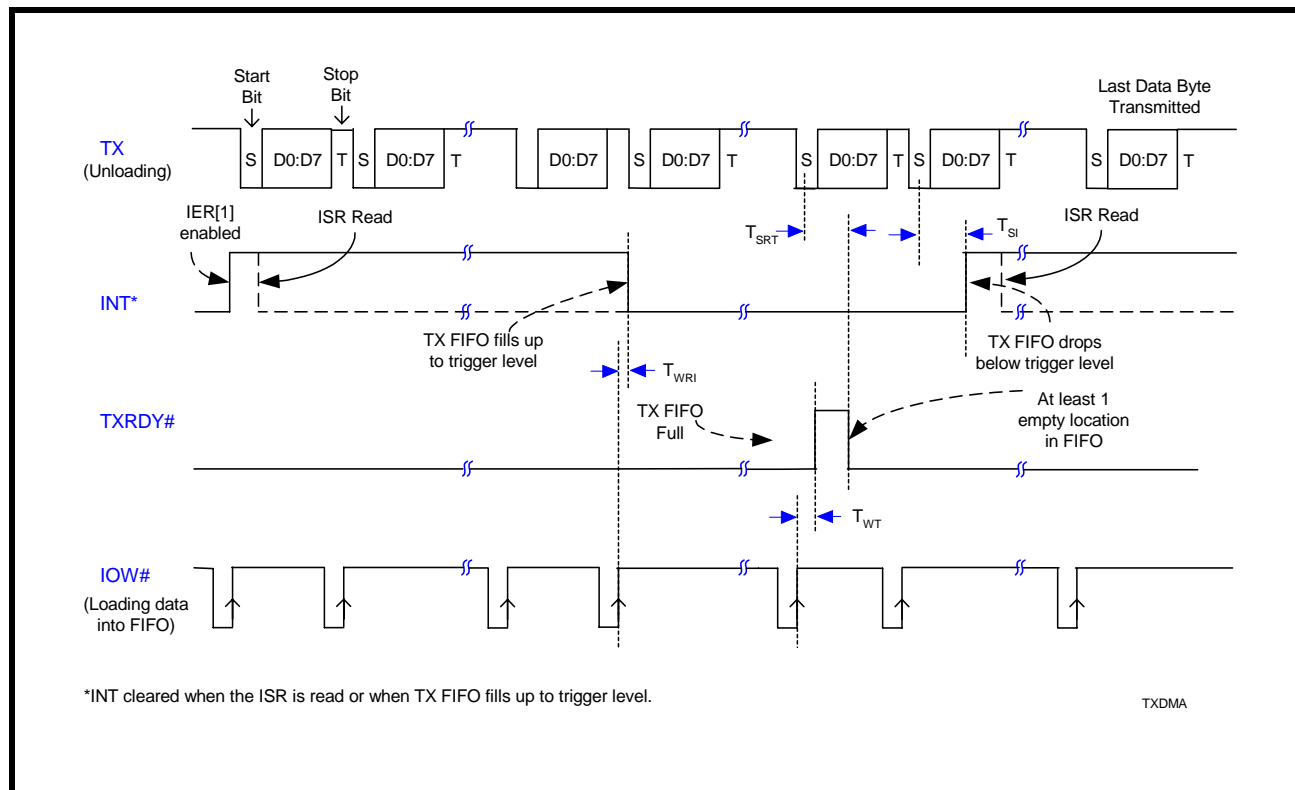 Start
Bit
Stop
Bit
Last Data Byte
Transmitted
TX
(Unloading)
S D0:D7 T S D0:D7 T D0:D7 S D0:D7 T S D0:D7 T S D0:D7 T S D0:D7 T
IER[1]
enabled
ISR Read
TSRT
TSI
ISR Read
INT*
TX FIFO fills up
to trigger level
TX FIFO drops
below trigger level
TWRI
TXRDY#
TX FIFO
Full
At least 1
empty location
in FIFO
TWT
IOW#
(Loading data
into FIFO)
*INT cleared when the ISR is read or when TX FIFO fills up to trigger level.
TXDMA